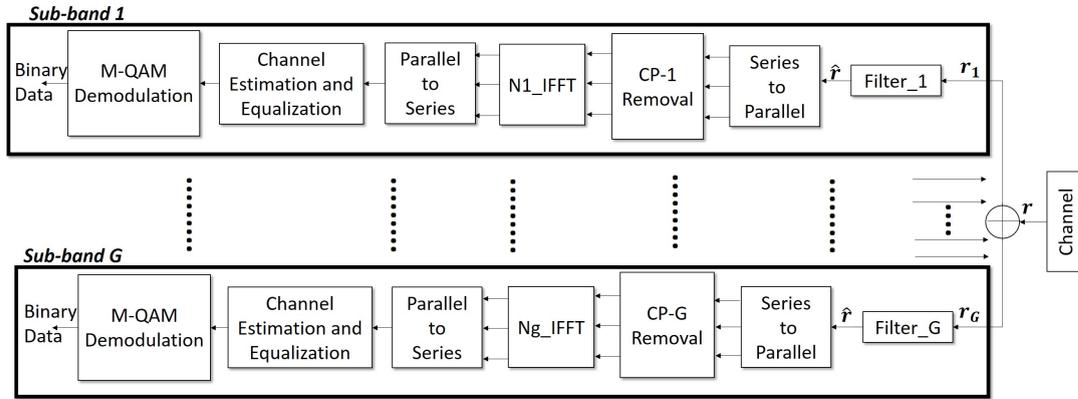 Sub-band 1
Binary
Data
M-QAM
Demodulation
Channel
Estimation and
Equalization
Parallel
to
Series
N1_IFFT
CP-1
Removal
Series
to
Parallel
r̂
Filter_1
r₁
r
Channel
Sub-band G
Binary
Data
M-QAM
Demodulation
Channel
Estimation and
Equalization
Parallel
to
Series
Ng_IFFT
CP-G
Removal
Series
to
Parallel
r̂
Filter_G
r_G